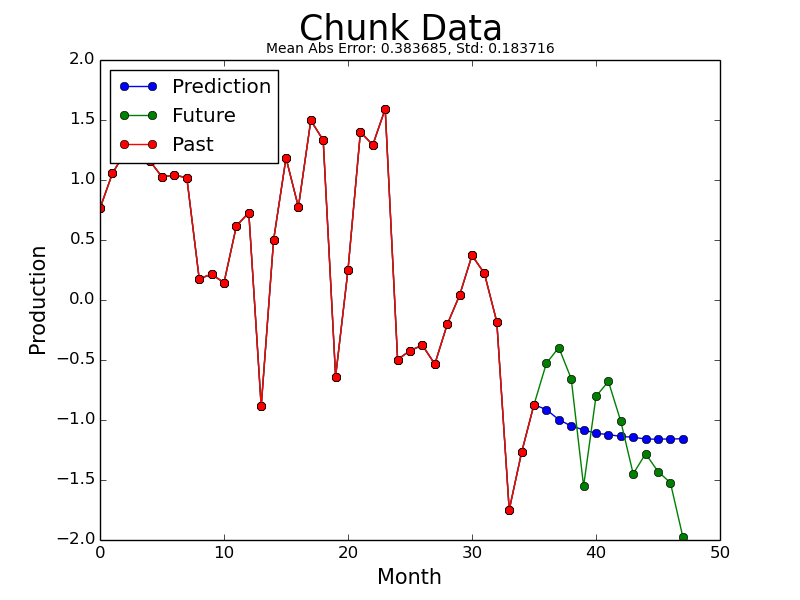 Chunk Data
Mean Abs Error: 0.383685, Std: 0.183716
Prediction
Future
Past
2.0
1.5
1.0
0.5
0.0
−0.5
−1.0
−1.5
−2.0
Production
0 10 20 30 40 50
Month